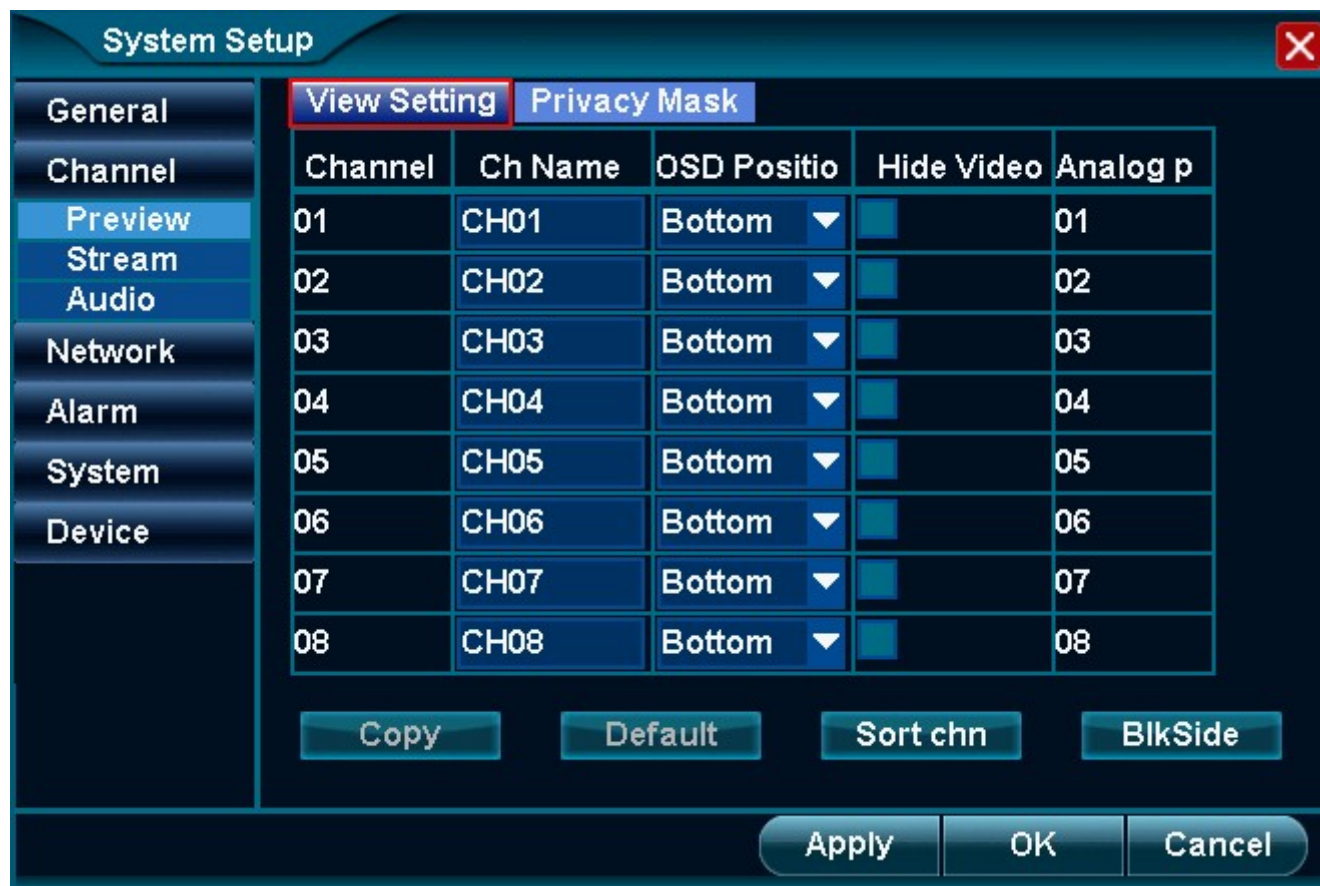 System Setup
General
Channel
Preview
Stream
Audio
Network
Alarm
System
Device
View Setting Privacy Mask
Channel Ch Name OSD Positio Hide Video Analog p
01 CH01 Bottom 01
02 CH02 Bottom 02
03 CH03 Bottom 03
04 CH04 Bottom 04
05 CH05 Bottom 05
06 CH06 Bottom 06
07 CH07 Bottom 07
08 CH08 Bottom 08
Copy Default Sort chn BlkSide
Apply OK Cancel